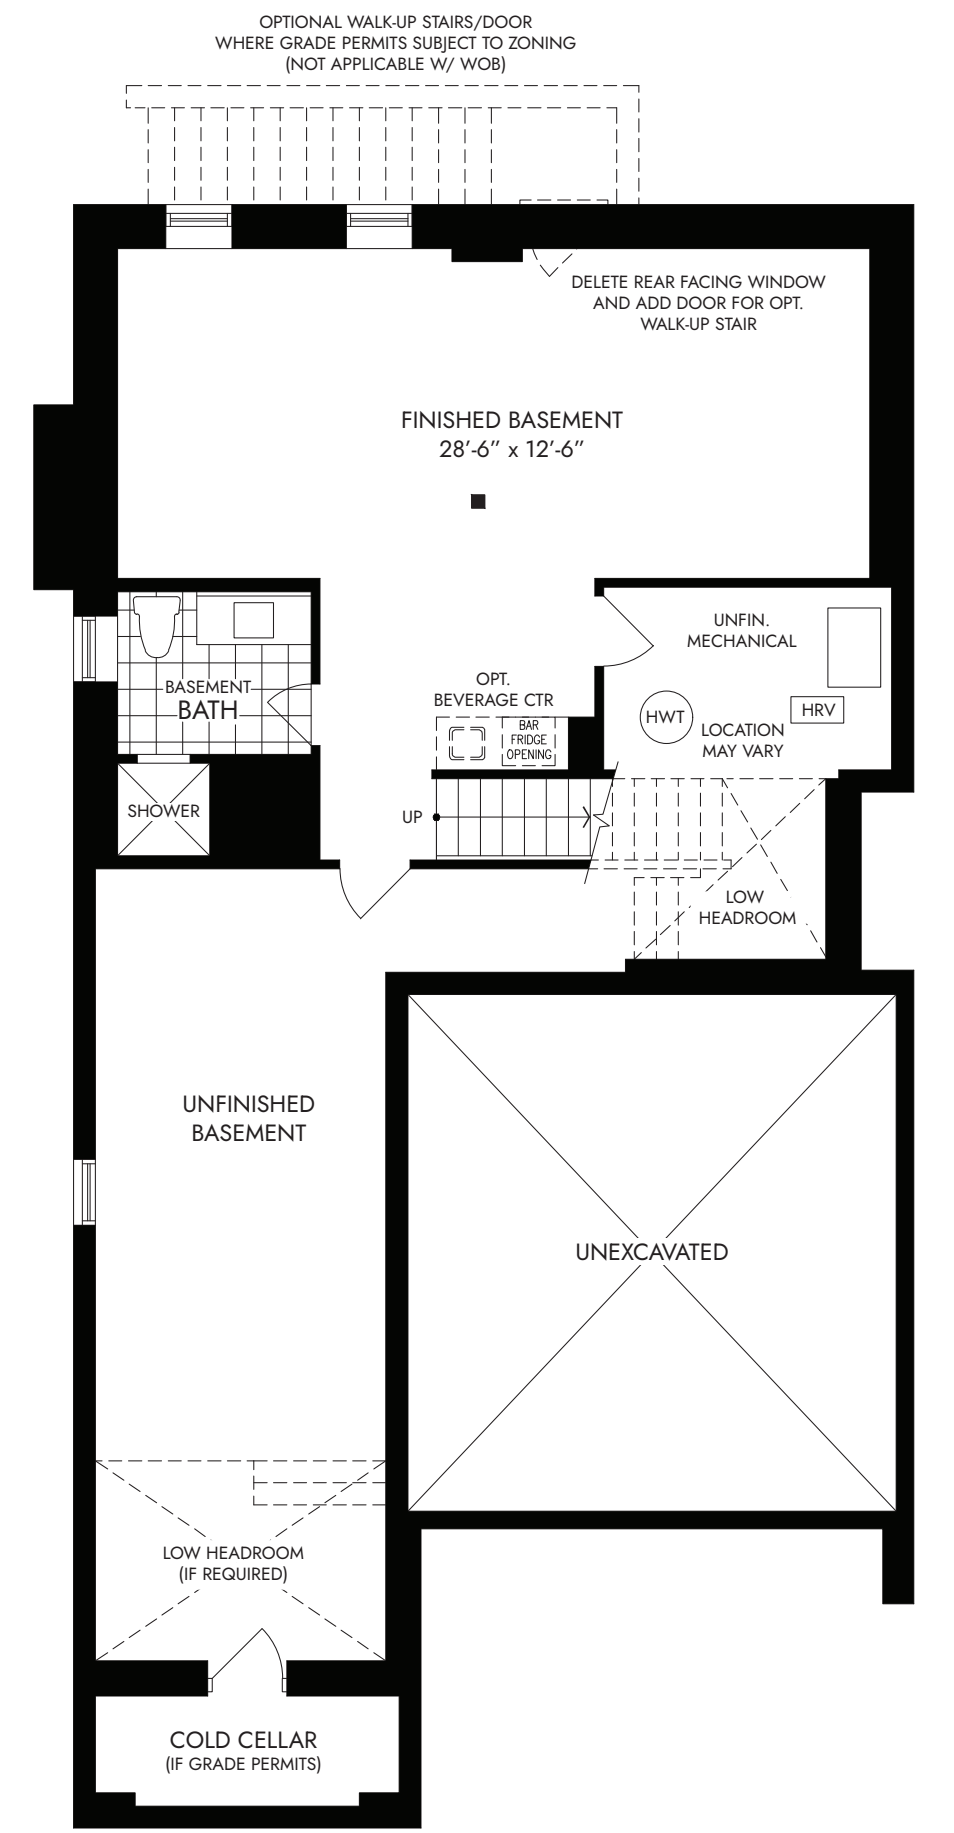 OPTIONAL WALK-UP STAIRS/DOOR
WHERE GRADE PERMITS SUBJECT TO ZONING
(NOT APPLICABLE W/ WOB)
DELETE REAR FACING WINDOW
AND ADD DOOR FOR OPT.
WALK-UP STAIR
FINISHED BASEMENT
28'-6" x 12'-6"
UNFIN.
MECHANICAL
BASEMENT
BATH
OPT.
BEVERAGE CTR
HWT
HRV
LOCATION
MAY VARY
BAR
FRIDGE
OPENING
SHOWER
UP
LOW
HEADROOM
UNFINISHED
BASEMENT
UNEXCAVATED
LOW HEADROOM
(IF REQUIRED)
COLD CELLAR
(IF GRADE PERMITS)